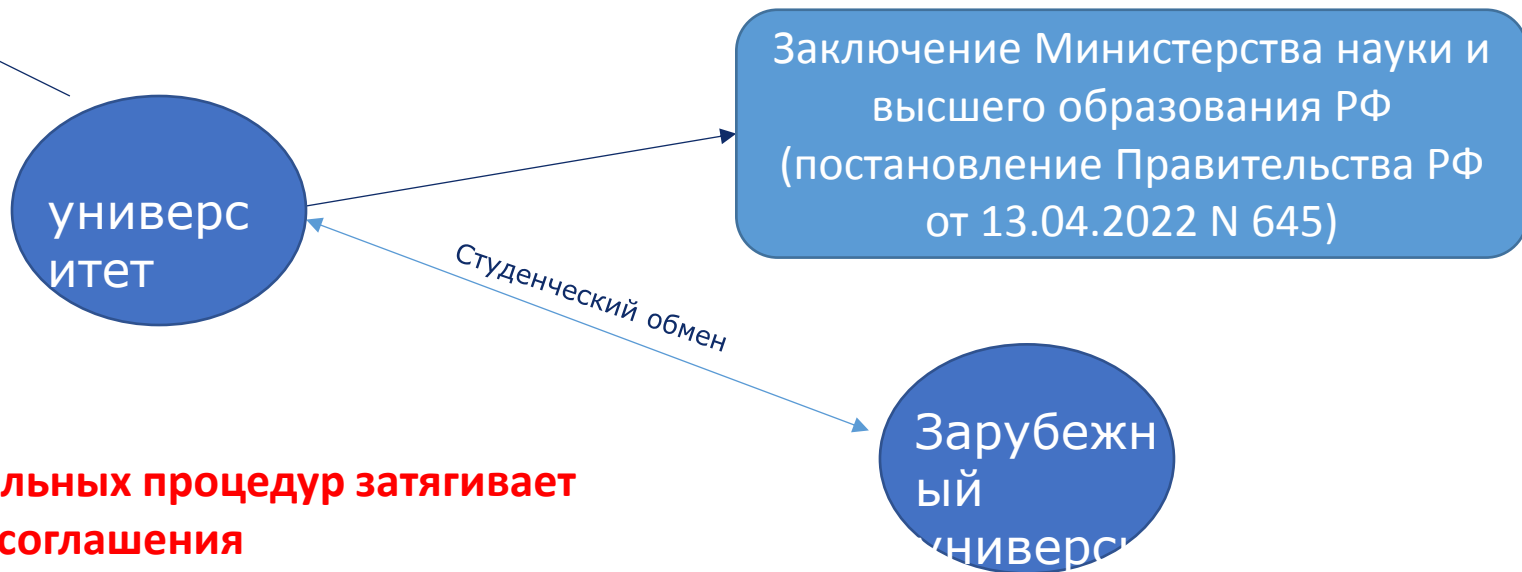 Заключение Министерства науки и
высшего образования РФ
(постановление Правительства РФ
от 13.04.2022 N 645)
универс
итет
Студенческий обмен
Зарубежн
ый
универс
льных процедур затягивает
соглашения